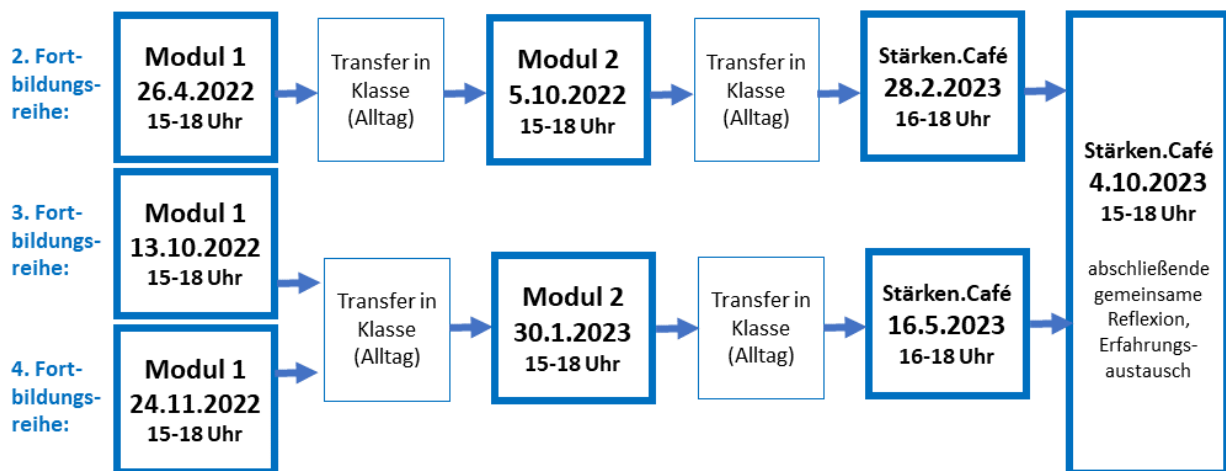 2. Fort-
bildungs-
reihe:
Modul 1
26.4.2022
15-18 Uhr
Transfer in
Klasse
(Alltag)
Modul 2
5.10.2022
15-18 Uhr
Transfer in
Klasse
(Alltag)
Stärken.Café
28.2.2023
16-18 Uhr
3. Fort-
bildungs-
reihe:
Modul 1
13.10.2022
15-18 Uhr
4. Fort-
bildungs-
reihe:
Modul 1
24.11.2022
15-18 Uhr
Transfer in
Klasse
(Alltag)
Modul 2
30.1.2023
15-18 Uhr
Transfer in
Klasse
(Alltag)
Stärken.Café
16.5.2023
16-18 Uhr
Stärken.Café
4.10.2023
15-18 Uhr
abschließende
gemeinsame
Reflexion,
Erfahrungs-
austausch